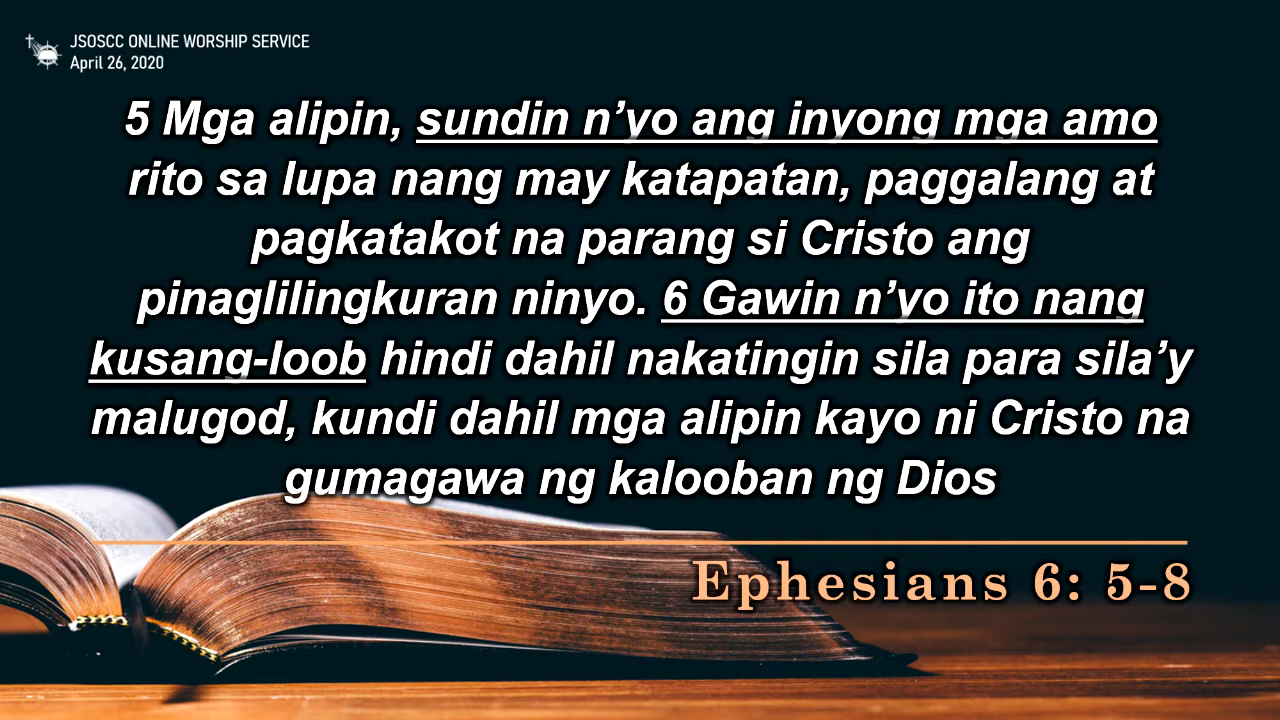 JSOSCC ONLINE WORSHIP SERVICE
April 26, 2020
5 Mga alipin, sundin n’yo ang inyong mga amo
rito sa lupa nang may katapatan, paggalang at
pagkatakot na parang si Cristo ang
pinaglilingkuran ninyo. 6 Gawin n’yo ito nang
kusang-loob hindi dahil nakatingin sila para sila’y
malugod, kundi dahil mga alipin kayo ni Cristo na
gumagawa ng kalooban ng Dios
Ephesians 6: 5-8